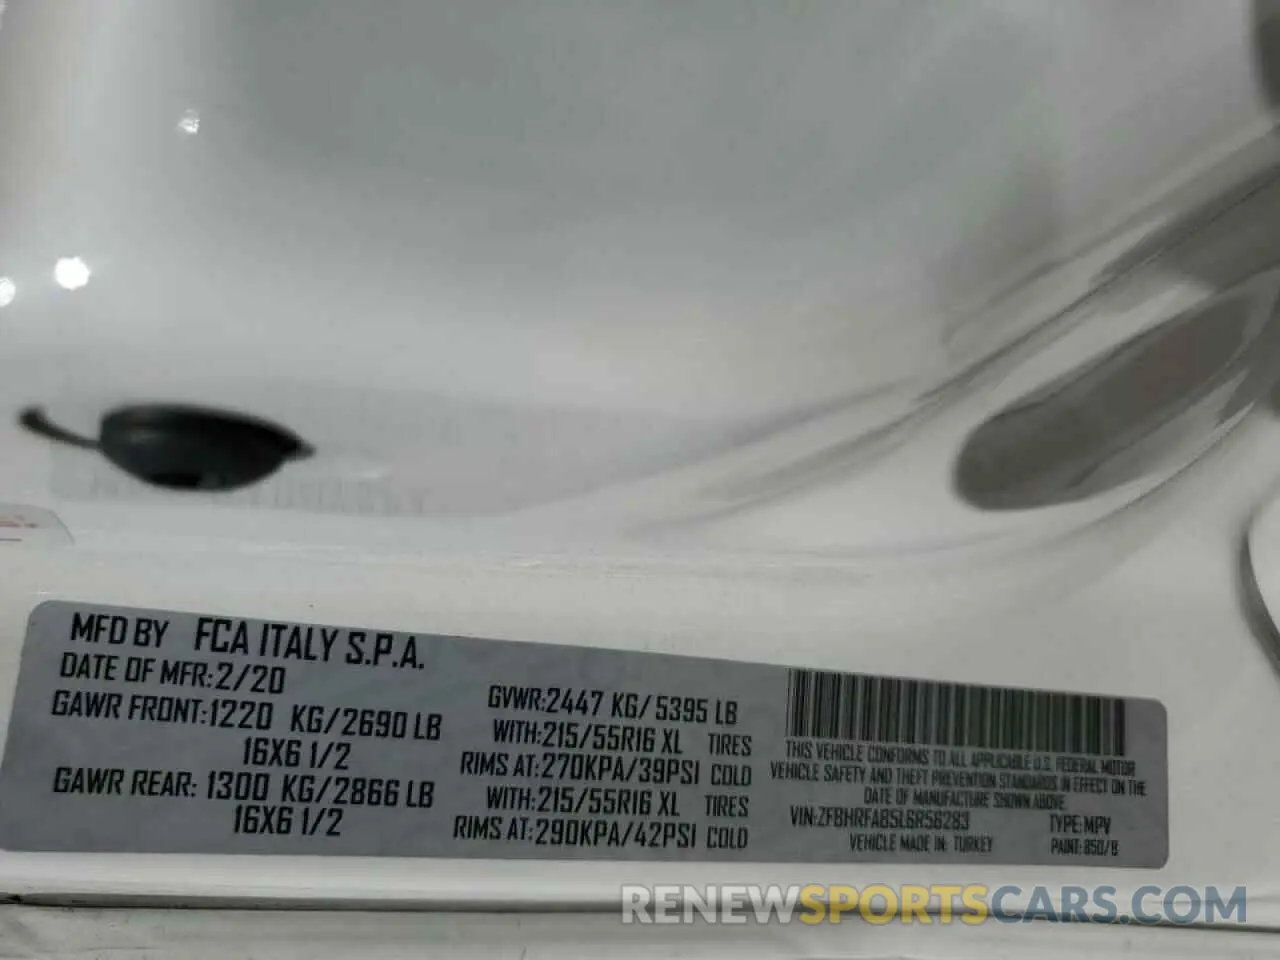 MFD BY FCA ITALY S.P.A.
DATE OF MFR:2/20
GAWR FRONT:1220 KG/2690 LB
16X6 1/2
GAWR REAR: 1300 KG/2866 LB
16X6 1/2
GVWR:2447 KG/5395 LB
WITH:215/55R16 XL TIRES
RIMS AT:270KPA/39PSI COLD
WITH:215/55R16 XL TIRES
RIMS AT:290KPA/42PSI COLD
THIS VEHICLE CONFORMS TO ALL APPLICABLE U.S. FEDERAL MOTOR
VEHICLE SAFETY AND THEFT PREVENTION STANDARDS IN EFFECT ON THE
DATE OF MANUFACTURE SHOWN ABOVE
VIN:ZFBHRFAB5L6R56283 TYPE:MPV
VEHICLE MADE IN: TURKEY PAINT: 850/B
RENEWSPORTSCARS.COM